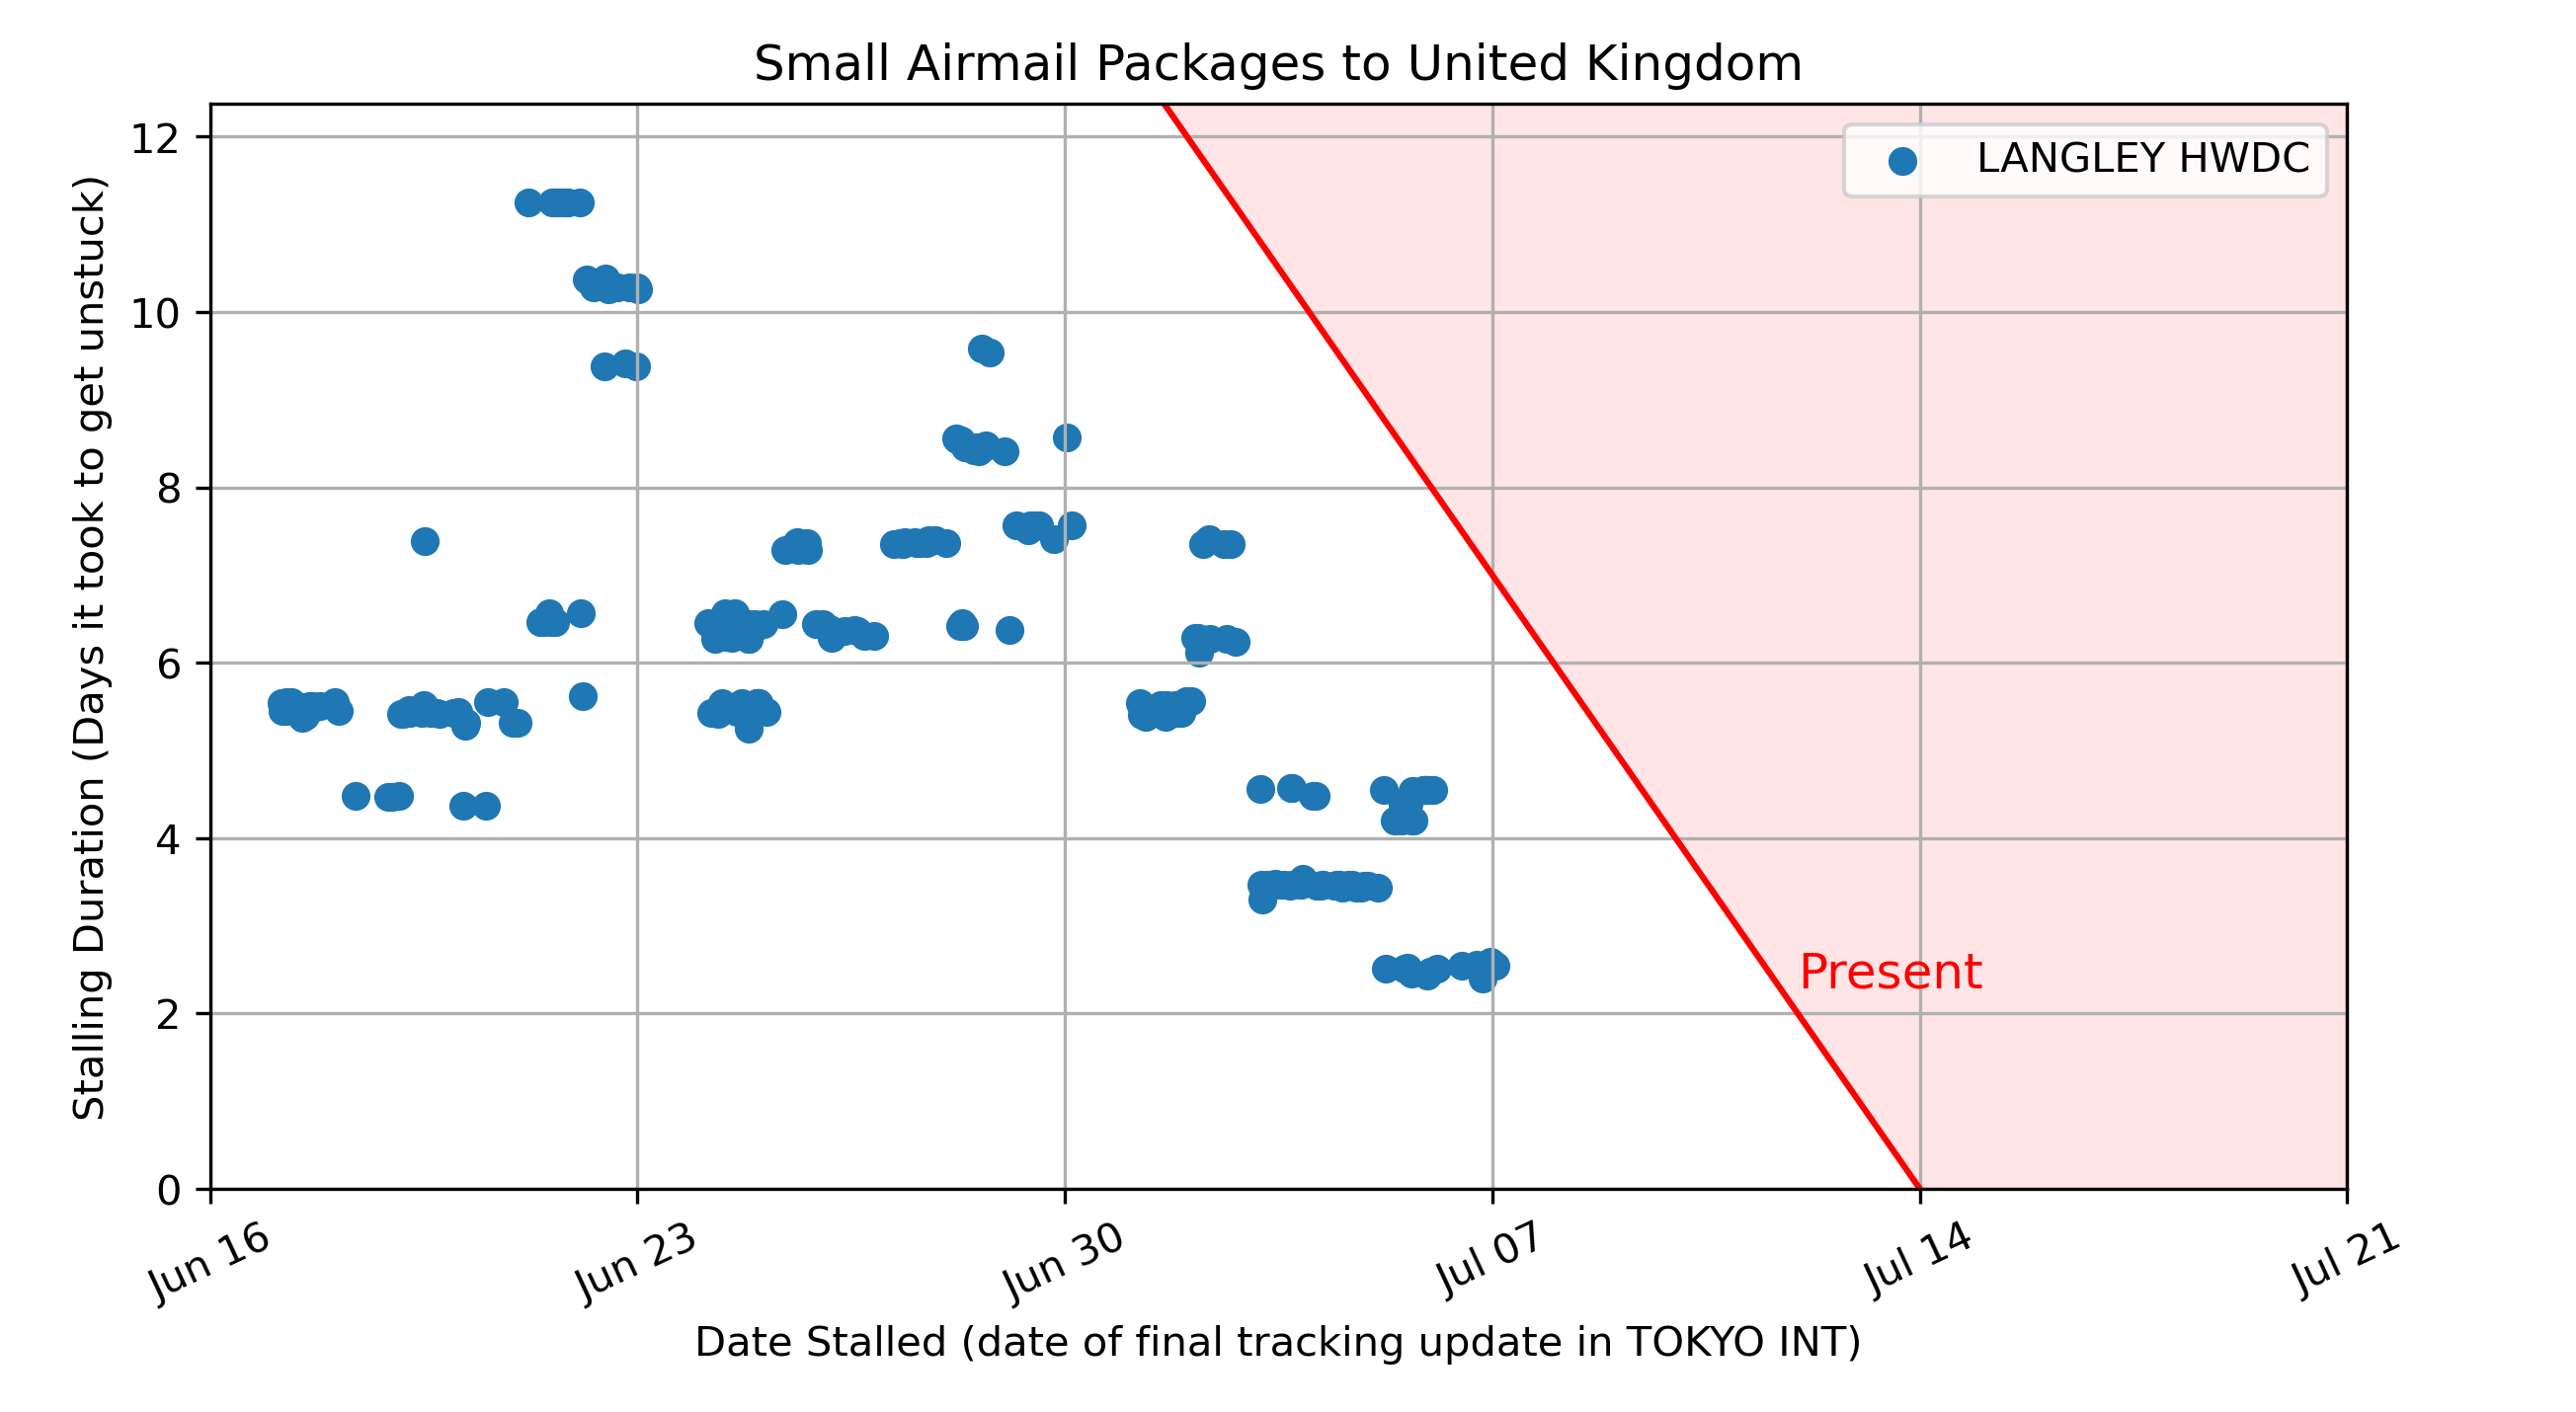 Small Airmail Packages to United Kingdom
Stalling Duration (Days it took to get unstuck)
12
10
8
6
4
2
0
LANGLEY HWDC
Present
Jun 16
Jun 23
Jun 30
Jul 07
Jul 14
Jul 21
Date Stalled (date of final tracking update in TOKYO INT)